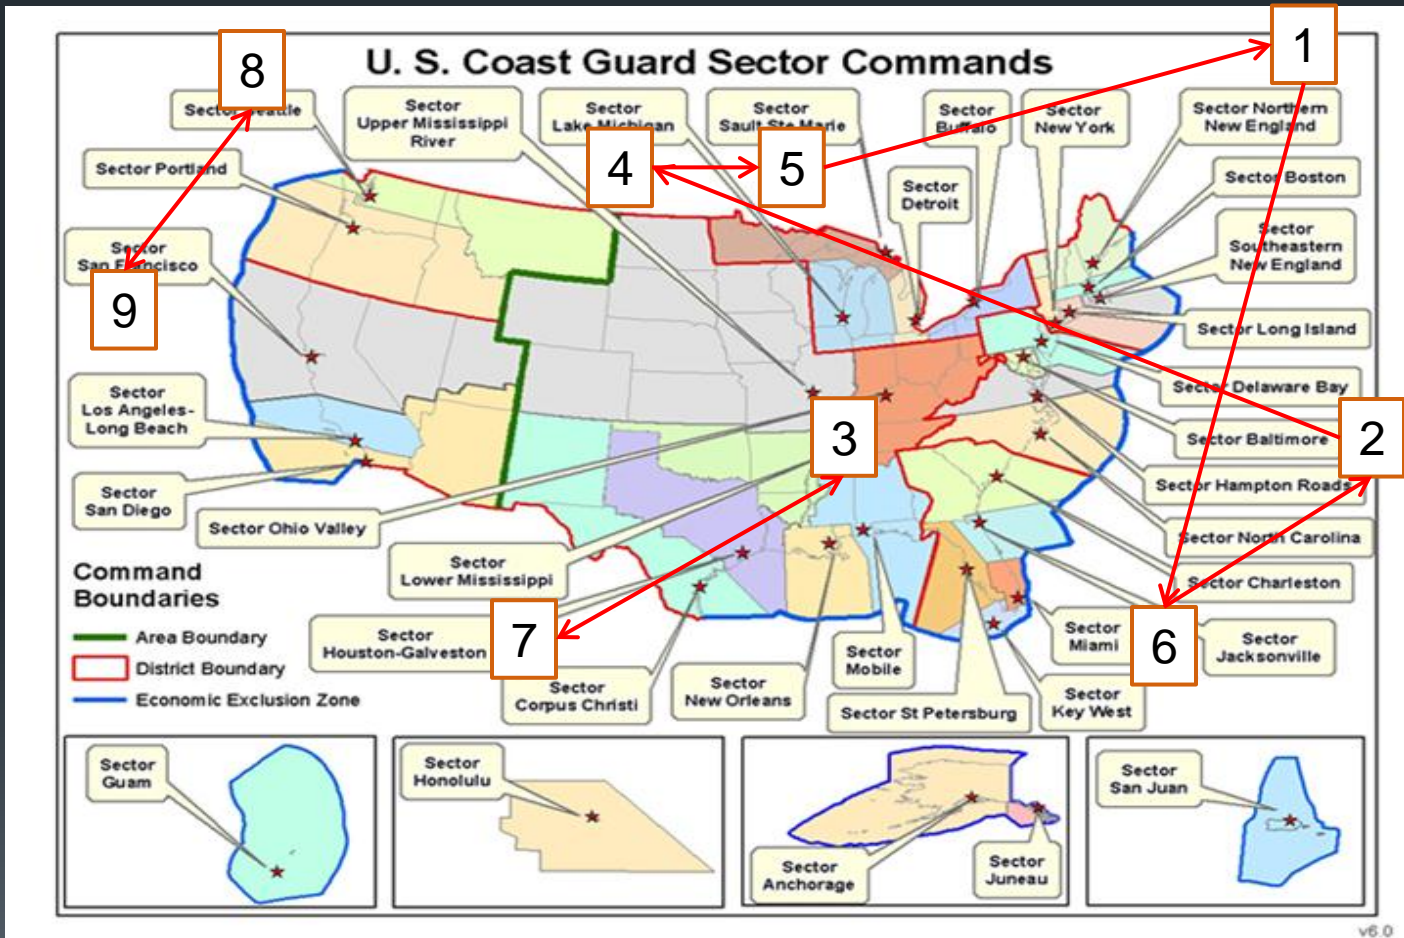 1
U. S. Coast Guard Sector Commands
8
Sector Seattle
Sector
Upper Mississippi
River
Sector
Lake Michigan
Sector
Sault Ste Marie
Sector
Buffalo
Sector
New York
Sector Northern
New England
4
5
Sector Portland
Sector
Detroit
Sector Boston
Sector
San Francisco
Sector
Southeastern
New England
9
Sector Long Island
Sector
Los Angeles-
Long Beach
Sector Delaware Bay
3
Sector Baltimore
2
Sector
San Diego
Sector Hampton Roads
Sector Ohio Valley
Sector North Carolina
Sector
Lower Mississippi
Sector Charleston
Command
Boundaries
Area Boundary
District Boundary
Economic Exclusion Zone
Sector
Houston-Galveston
7
Sector
Corpus Christi
Sector
New Orleans
Sector
Mobile
Sector St Petersburg
Sector
Miami
6
Sector
Jacksonville
Sector
Key West
Sector
Guam
Sector
Honolulu
Sector
Anchorage
Sector
Juneau
Sector
San Juan
v6.0